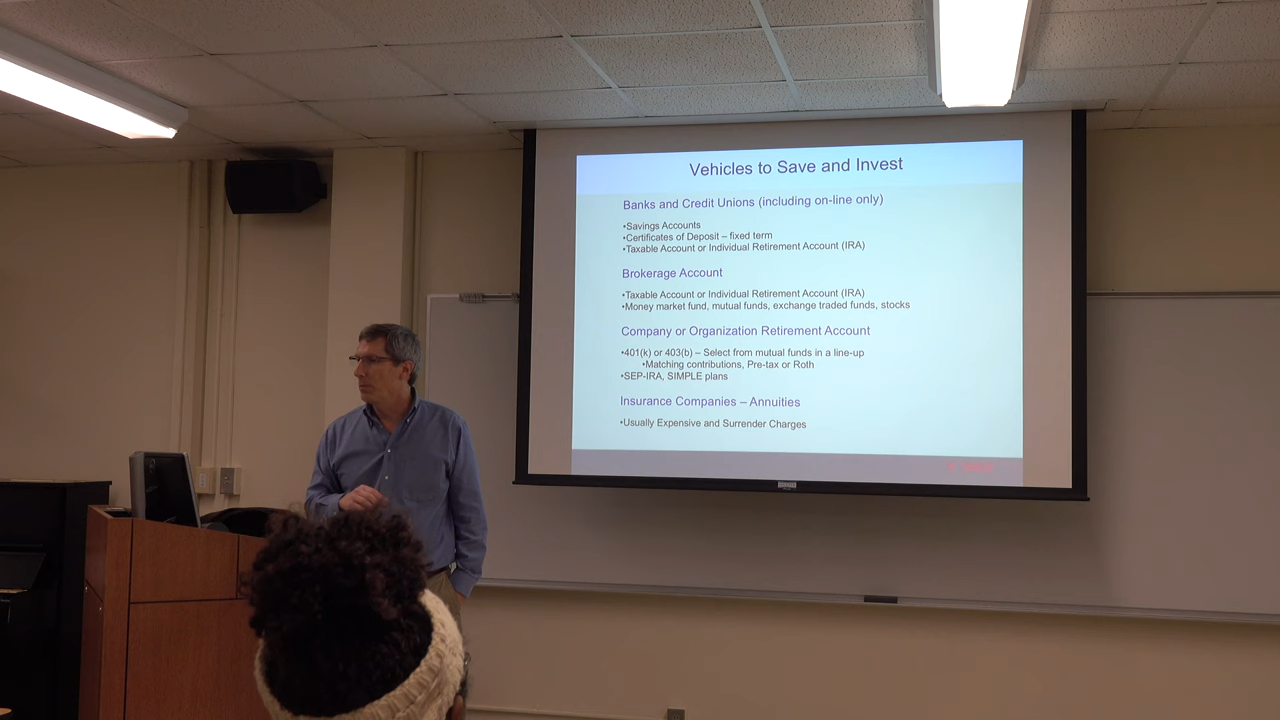 Vehicles to Save and Invest
Banks and Credit Unions (including on-line only)
•Savings Accounts
•Certificates of Deposit – fixed term
•Taxable Account or Individual Retirement Account (IRA)
Brokerage Account
•Taxable Account or Individual Retirement Account (IRA)
•Money market fund, mutual funds, exchange traded funds, stocks
Company or Organization Retirement Account
•401(k) or 403(b) – Select from mutual funds in a line-up
•Matching contributions, Pre-tax or Roth
•SEP-IRA, SIMPLE plans
Insurance Companies – Annuities
•Usually Expensive and Surrender Charges